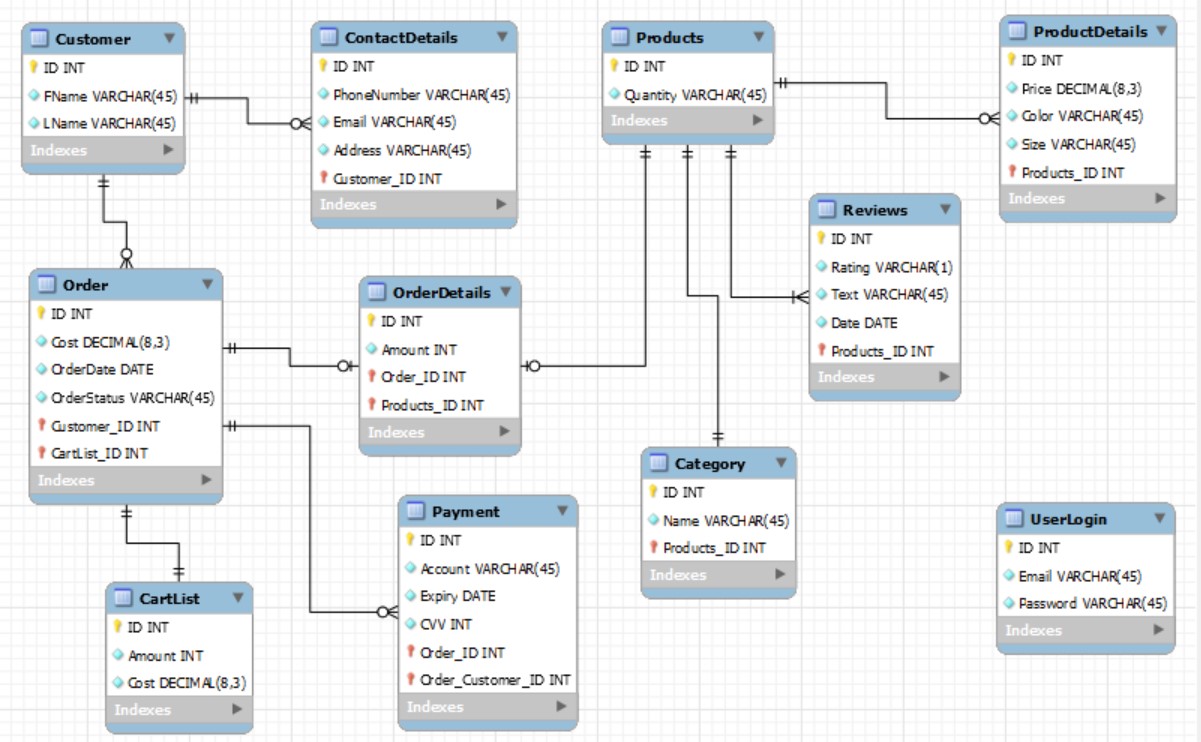 Customer
ID INT
FName VARCHAR(45)
LName VARCHAR(45)
Indexes
ContactDetails
ID INT
PhoneNumber VARCHAR(45)
Email VARCHAR(45)
Address VARCHAR(45)
Customer_ID INT
Indexes
Products
ID INT
Quantity VARCHAR(45)
Indexes
ProductDetails
ID INT
Price DECIMAL(8,3)
Color VARCHAR(45)
Size VARCHAR(45)
Products_ID INT
Indexes
Order
ID INT
Cost DECIMAL(8,3)
OrderDate DATE
OrderStatus VARCHAR(45)
Customer_ID INT
CartList_ID INT
Indexes
OrderDetails
ID INT
Amount INT
Order_ID INT
Products_ID INT
Indexes
Reviews
ID INT
Rating VARCHAR(1)
Text VARCHAR(45)
Date DATE
Products_ID INT
Indexes
CartList
ID INT
Amount INT
Cost DECIMAL(8,3)
Indexes
Payment
ID INT
Account VARCHAR(45)
Expiry DATE
CVV INT
Order_ID INT
Order_Customer_ID INT
Indexes
Category
ID INT
Name VARCHAR(45)
Products_ID INT
Indexes
UserLogin
ID INT
Email VARCHAR(45)
Password VARCHAR(45)
Indexes